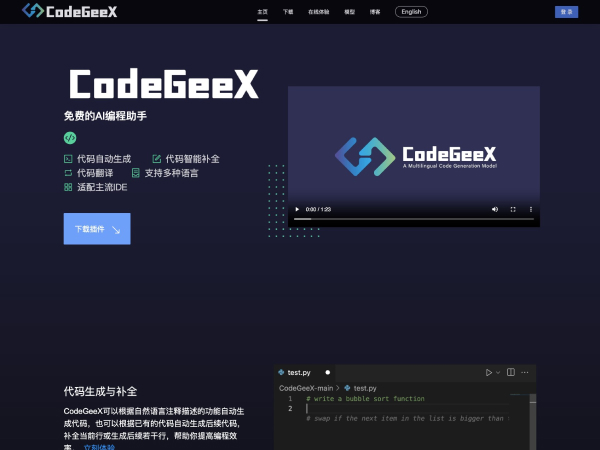 CodeGeeX
主页 下载 在线体验 模型 博客 English 登录
CodeGeeX
免费的AI编程助手
代码自动生成 代码智能补全
代码翻译 支持多种语言
适配主流IDE
下载插件
CodeGeeX
A Multilingual Code Generation Model
0:00 / 1:23
代码生成与补全
CodeGeeX可以根据自然语言注释描述的功能自动生
成代码，也可以根据已有的代码自动生成后续代码，
补全当前行或生成后续若干行，帮助你提高编程效
率。 立刻体验
test.py
CodeGeeX-main > test.py
1 # write a bubble sort function
2
# swap if the next item in the list is bigger than